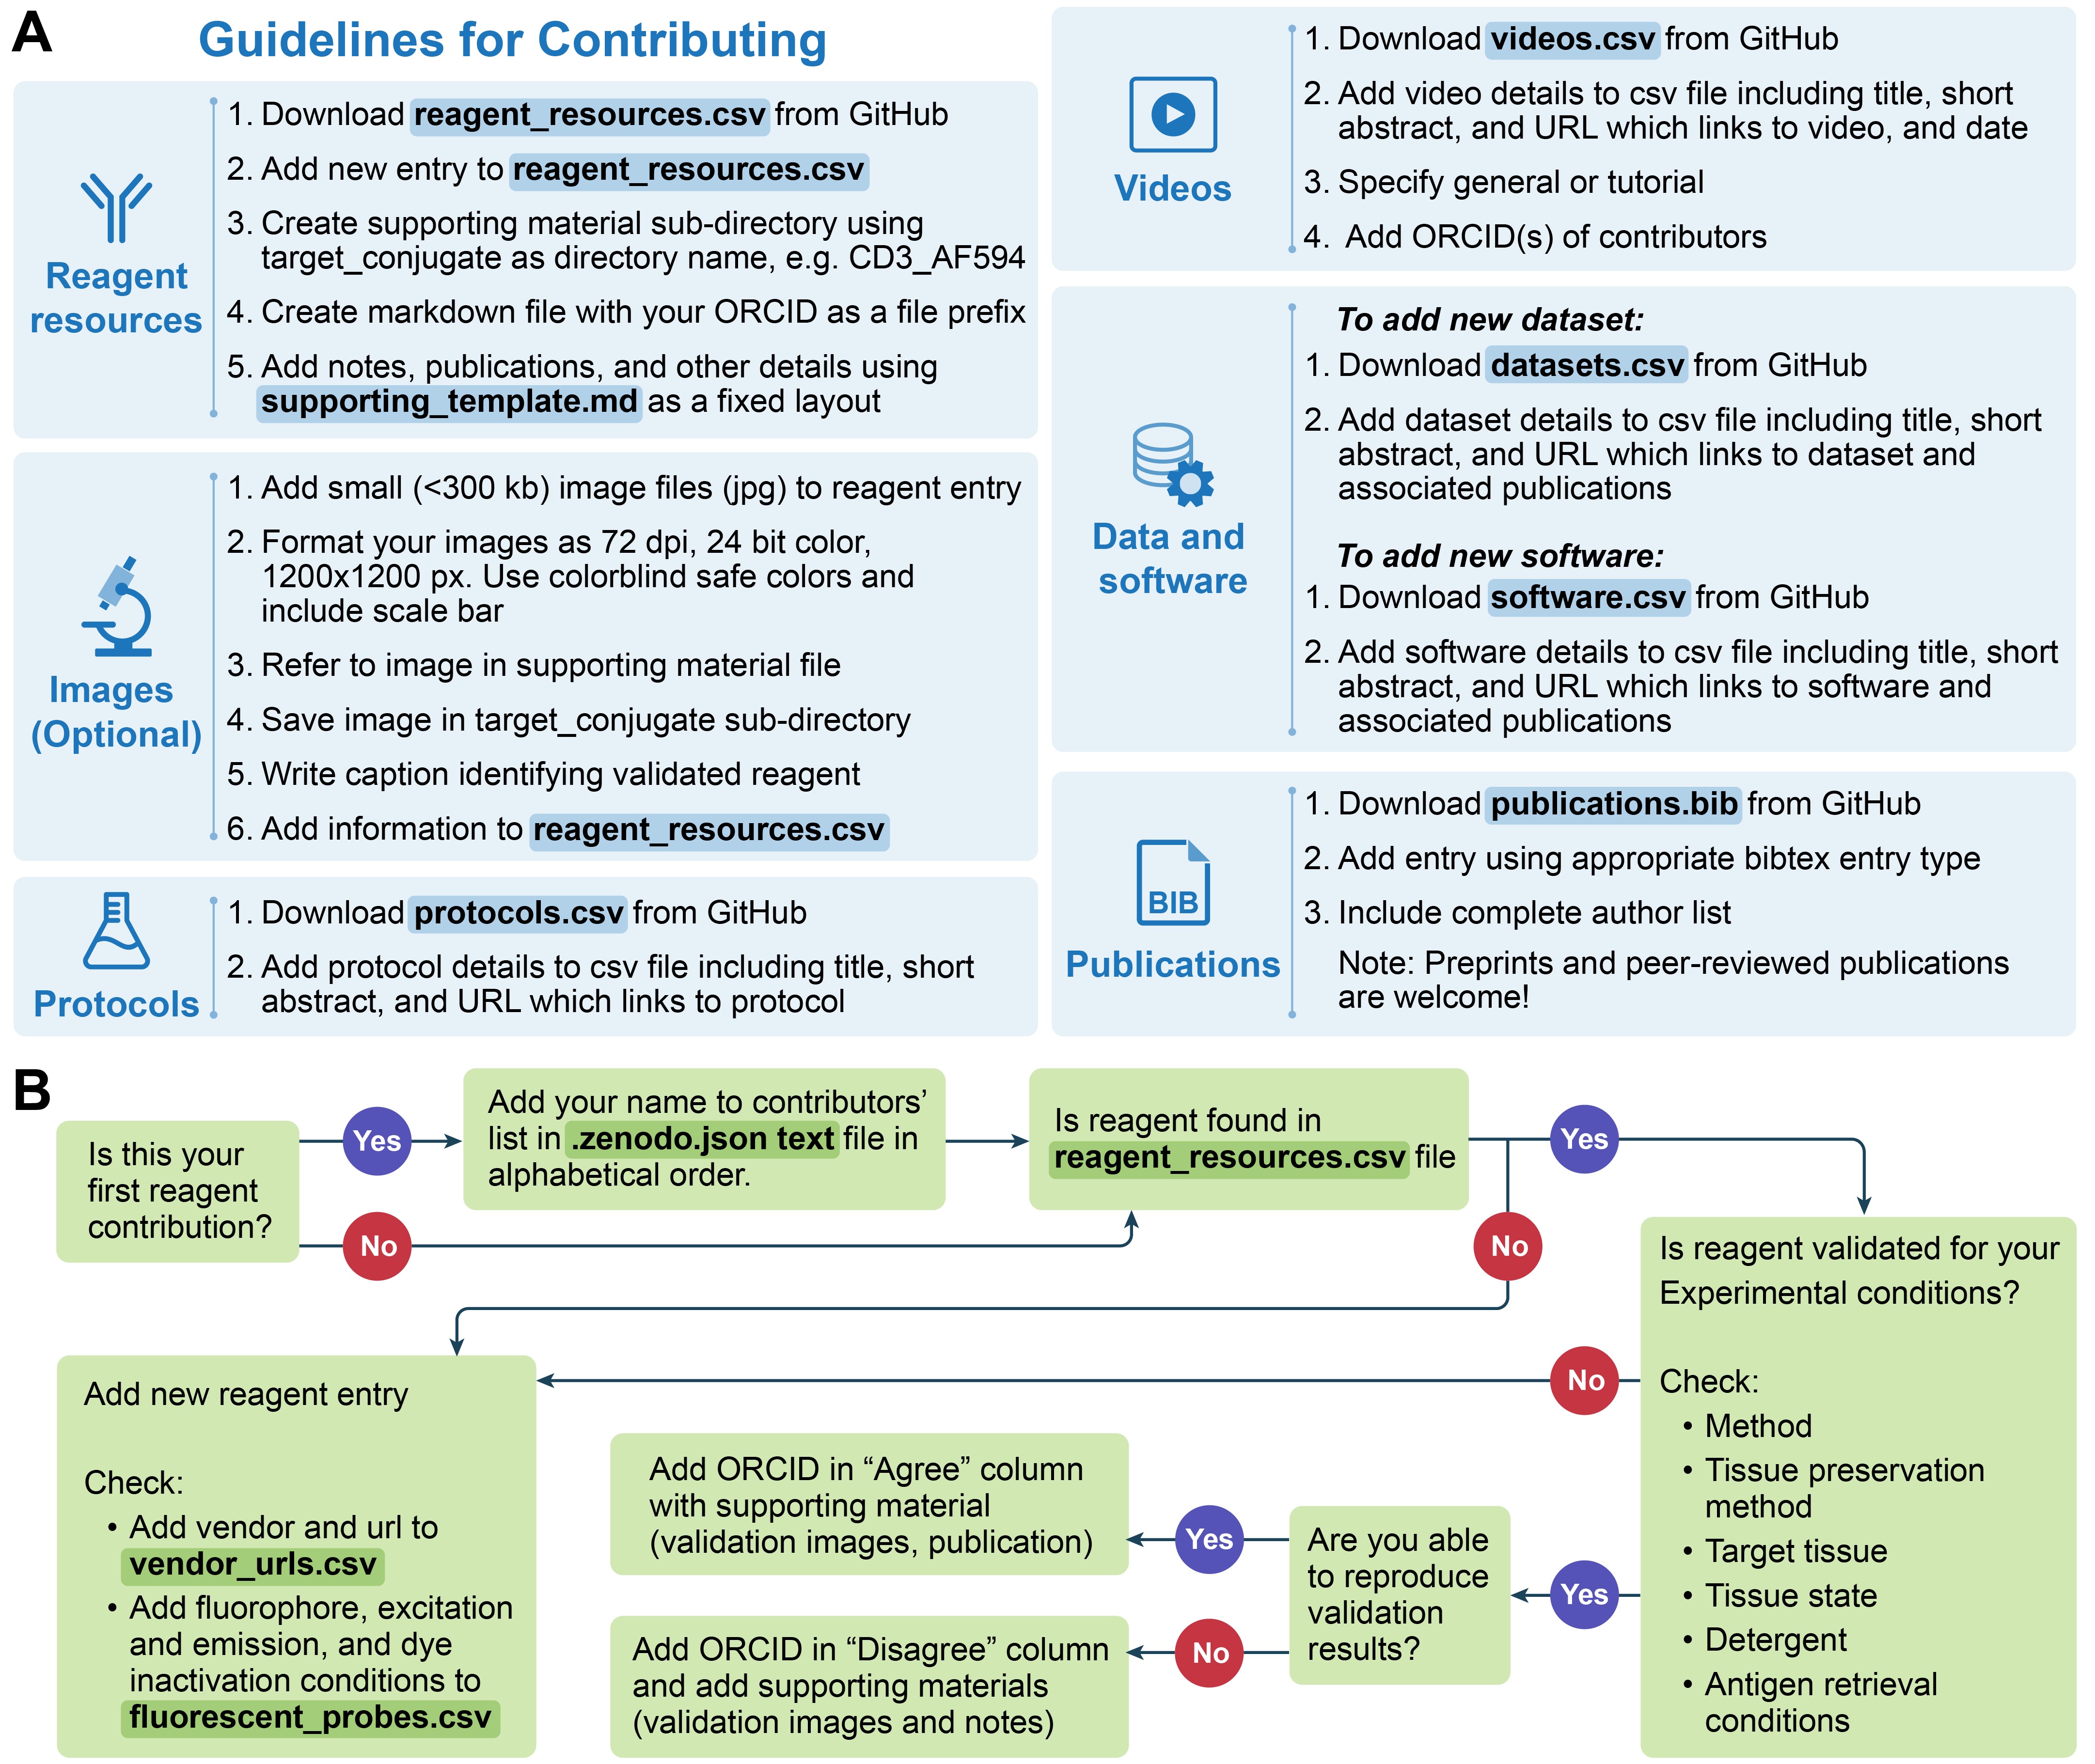 A
Guidelines for Contributing
Reagent
resources
1. Download reagent_resources.csv from GitHub
2. Add new entry to reagent_resources.csv
3. Create supporting material sub-directory using
target_conjugate as directory name, e.g. CD3_AF594
4. Create markdown file with your ORCID as a file prefix
5. Add notes, publications, and other details using
supporting_template.md as a fixed layout
Images
(Optional)
1. Add small (<300 kb) image files (jpg) to reagent entry
2. Format your images as 72 dpi, 24 bit color,
1200x1200 px. Use colorblind safe colors and
include scale bar
3. Refer to image in supporting material file
4. Save image in target_conjugate sub-directory
5. Write caption identifying validated reagent
6. Add information to reagent_resources.csv
Protocols
1. Download protocols.csv from GitHub
2. Add protocol details to csv file including title, short
abstract, and URL which links to protocol
Videos
1. Download videos.csv from GitHub
2. Add video details to csv file including title, short
abstract, and URL which links to video, and date
3. Specify general or tutorial
4. Add ORCID(s) of contributors
Data and
software
To add new dataset:
1. Download datasets.csv from GitHub
2. Add dataset details to csv file including title, short
abstract, and URL which links to dataset and
associated publications
To add new software:
1. Download software.csv from GitHub
2. Add software details to csv file including title, short
abstract, and URL which links to software and
associated publications
BIB
Publications
1. Download publications.bib from GitHub
2. Add entry using appropriate bibtex entry type
3. Include complete author list
Note: Preprints and peer-reviewed publications
are welcome!
B
Is this your
first reagent
contribution?
Yes
No
Add your name to contributors’
list in .zenodo.json text file in
alphabetical order.
Is reagent found in
reagent_resources.csv file
Yes
No
Is reagent validated for your
Experimental conditions?
Check:
• Method
• Tissue preservation
method
• Target tissue
• Tissue state
• Detergent
• Antigen retrieval
conditions
No
Yes
Add new reagent entry
Check:
• Add vendor and url to
vendor_urls.csv
• Add fluorophore, excitation
and emission, and dye
inactivation conditions to
fluorescent_probes.csv
Are you able
to reproduce
validation
results?
Yes
No
Add ORCID in “Agree” column
with supporting material
(validation images, publication)
Add ORCID in “Disagree” column
and add supporting materials
(validation images and notes)